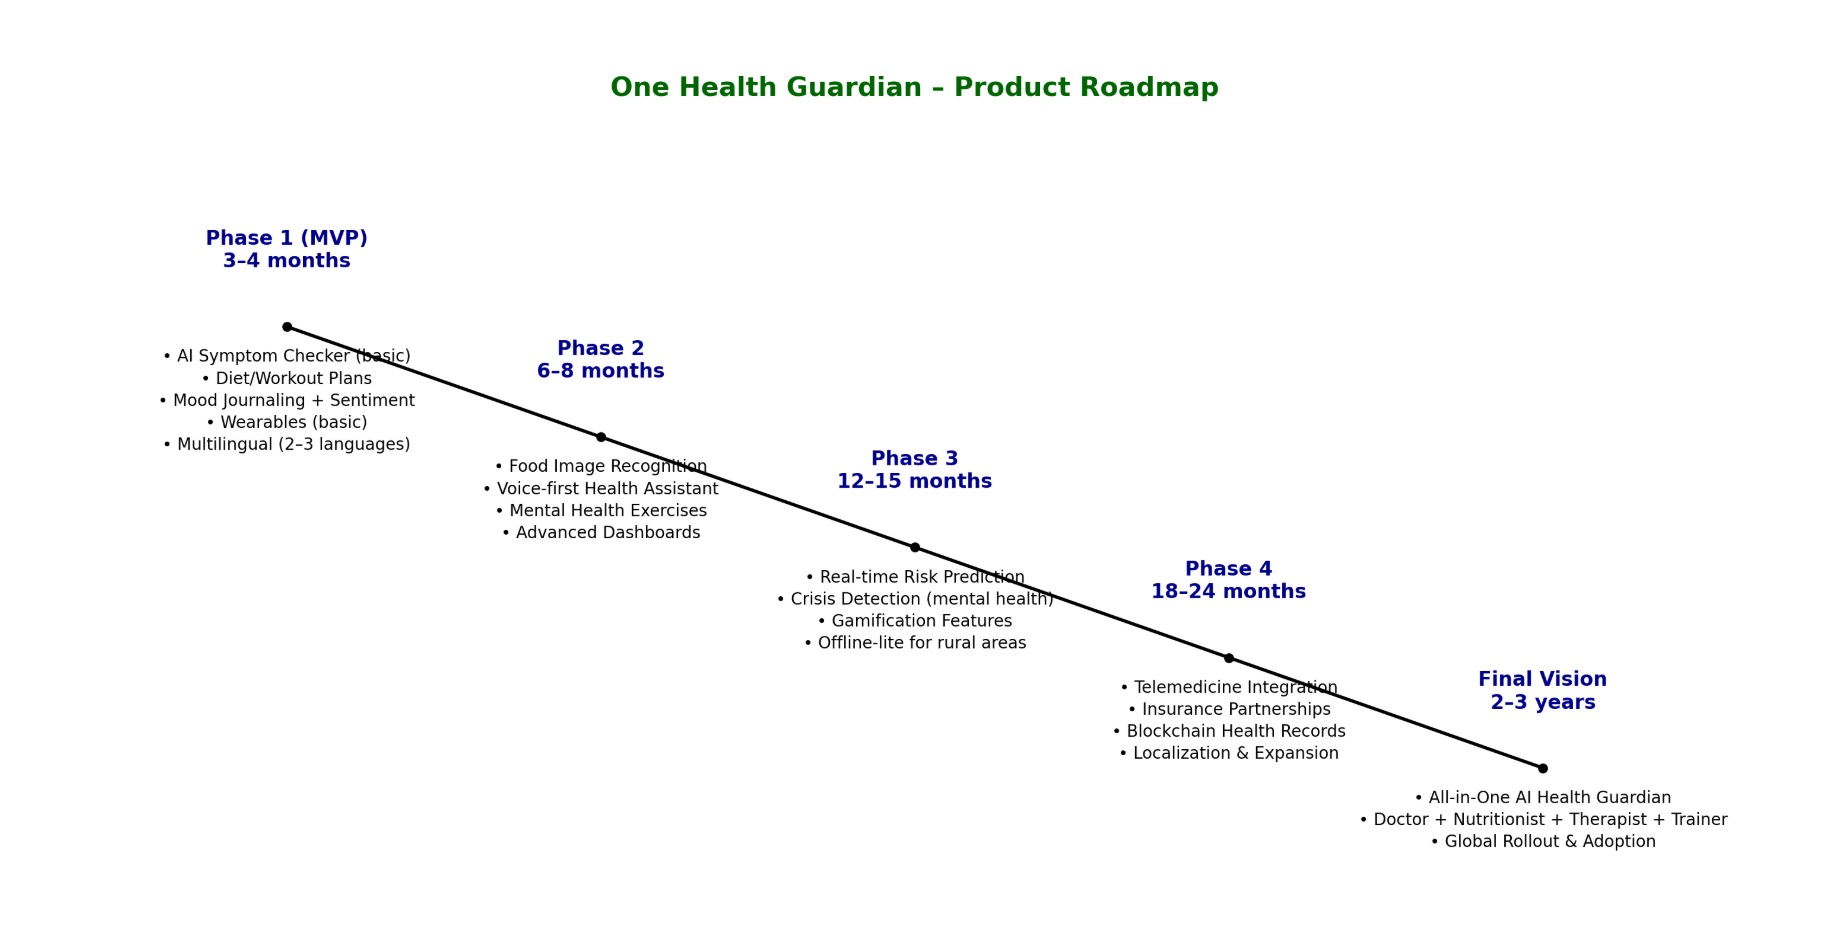 One Health Guardian – Product Roadmap
Phase 1 (MVP)
3–4 months
• AI Symptom Checker (basic)
• Diet/Workout Plans
• Mood Journaling + Sentiment
• Wearables (basic)
• Multilingual (2–3 languages)
Phase 2
6–8 months
• Food Image Recognition
• Voice-first Health Assistant
• Mental Health Exercises
• Advanced Dashboards
Phase 3
12–15 months
• Real-time Risk Prediction
• Crisis Detection (mental health)
• Gamification Features
• Offline-lite for rural areas
Phase 4
18–24 months
• Telemedicine Integration
• Insurance Partnerships
• Blockchain Health Records
• Localization & Expansion
Final Vision
2–3 years
• All-in-One AI Health Guardian
• Doctor + Nutritionist + Therapist + Trainer
• Global Rollout & Adoption